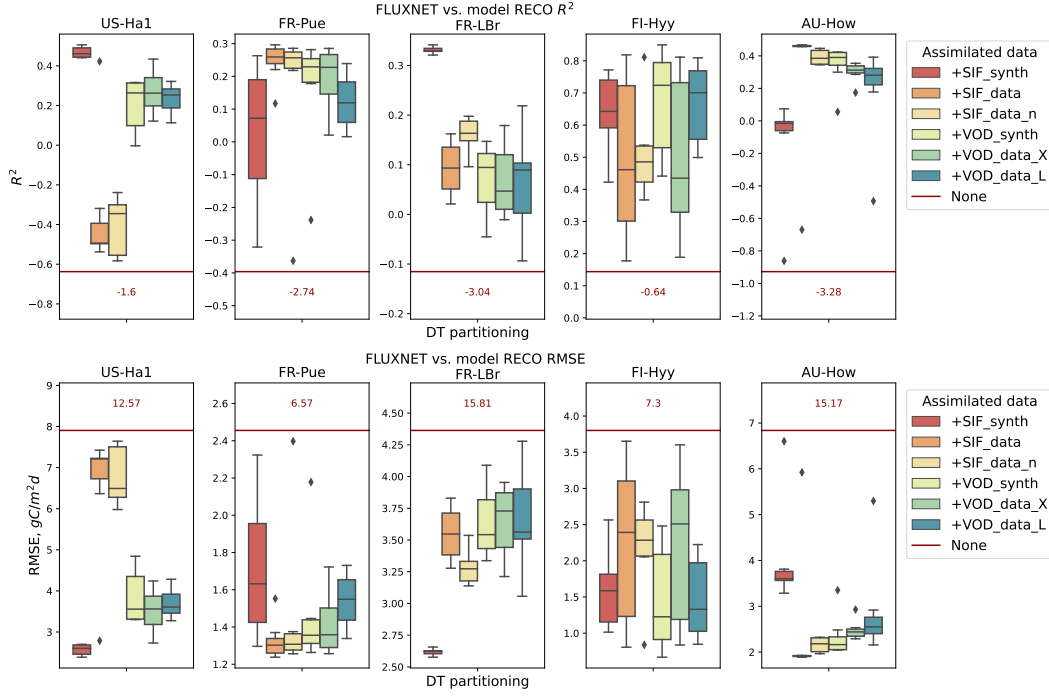 FLUXNET vs. model RECO R²
US-Ha1
FR-Pue
FR-LBr
FI-Hyy
AU-How
R²
0.4
0.2
0.0
−0.2
−0.4
−0.6
−0.8
-1.6
0.3
0.2
0.1
0.0
−0.1
−0.2
−0.3
−0.4
−0.5
-2.74
0.3
0.2
0.1
0.0
−0.1
−0.2
-3.04
0.8
0.7
0.6
0.5
0.4
0.3
0.2
0.1
0.0
-0.64
0.4
0.2
0.0
−0.2
−0.4
−0.6
−0.8
−1.0
−1.2
-3.28
DT partitioning
Assimilated data
+SIF_synth
+SIF_data
+SIF_data_n
+VOD_synth
+VOD_data_X
+VOD_data_L
None
FLUXNET vs. model RECO RMSE
US-Ha1
FR-Pue
FR-LBr
FI-Hyy
AU-How
RMSE, gC/m²d
9
8
7
6
5
4
3
12.57
2.6
2.4
2.2
2.0
1.8
1.6
1.4
1.2
6.57
4.50
4.25
4.00
3.75
3.50
3.25
3.00
2.75
2.50
15.81
4.0
3.5
3.0
2.5
2.0
1.5
1.0
7.3
7
6
5
4
3
2
15.17
DT partitioning
Assimilated data
+SIF_synth
+SIF_data
+SIF_data_n
+VOD_synth
+VOD_data_X
+VOD_data_L
None